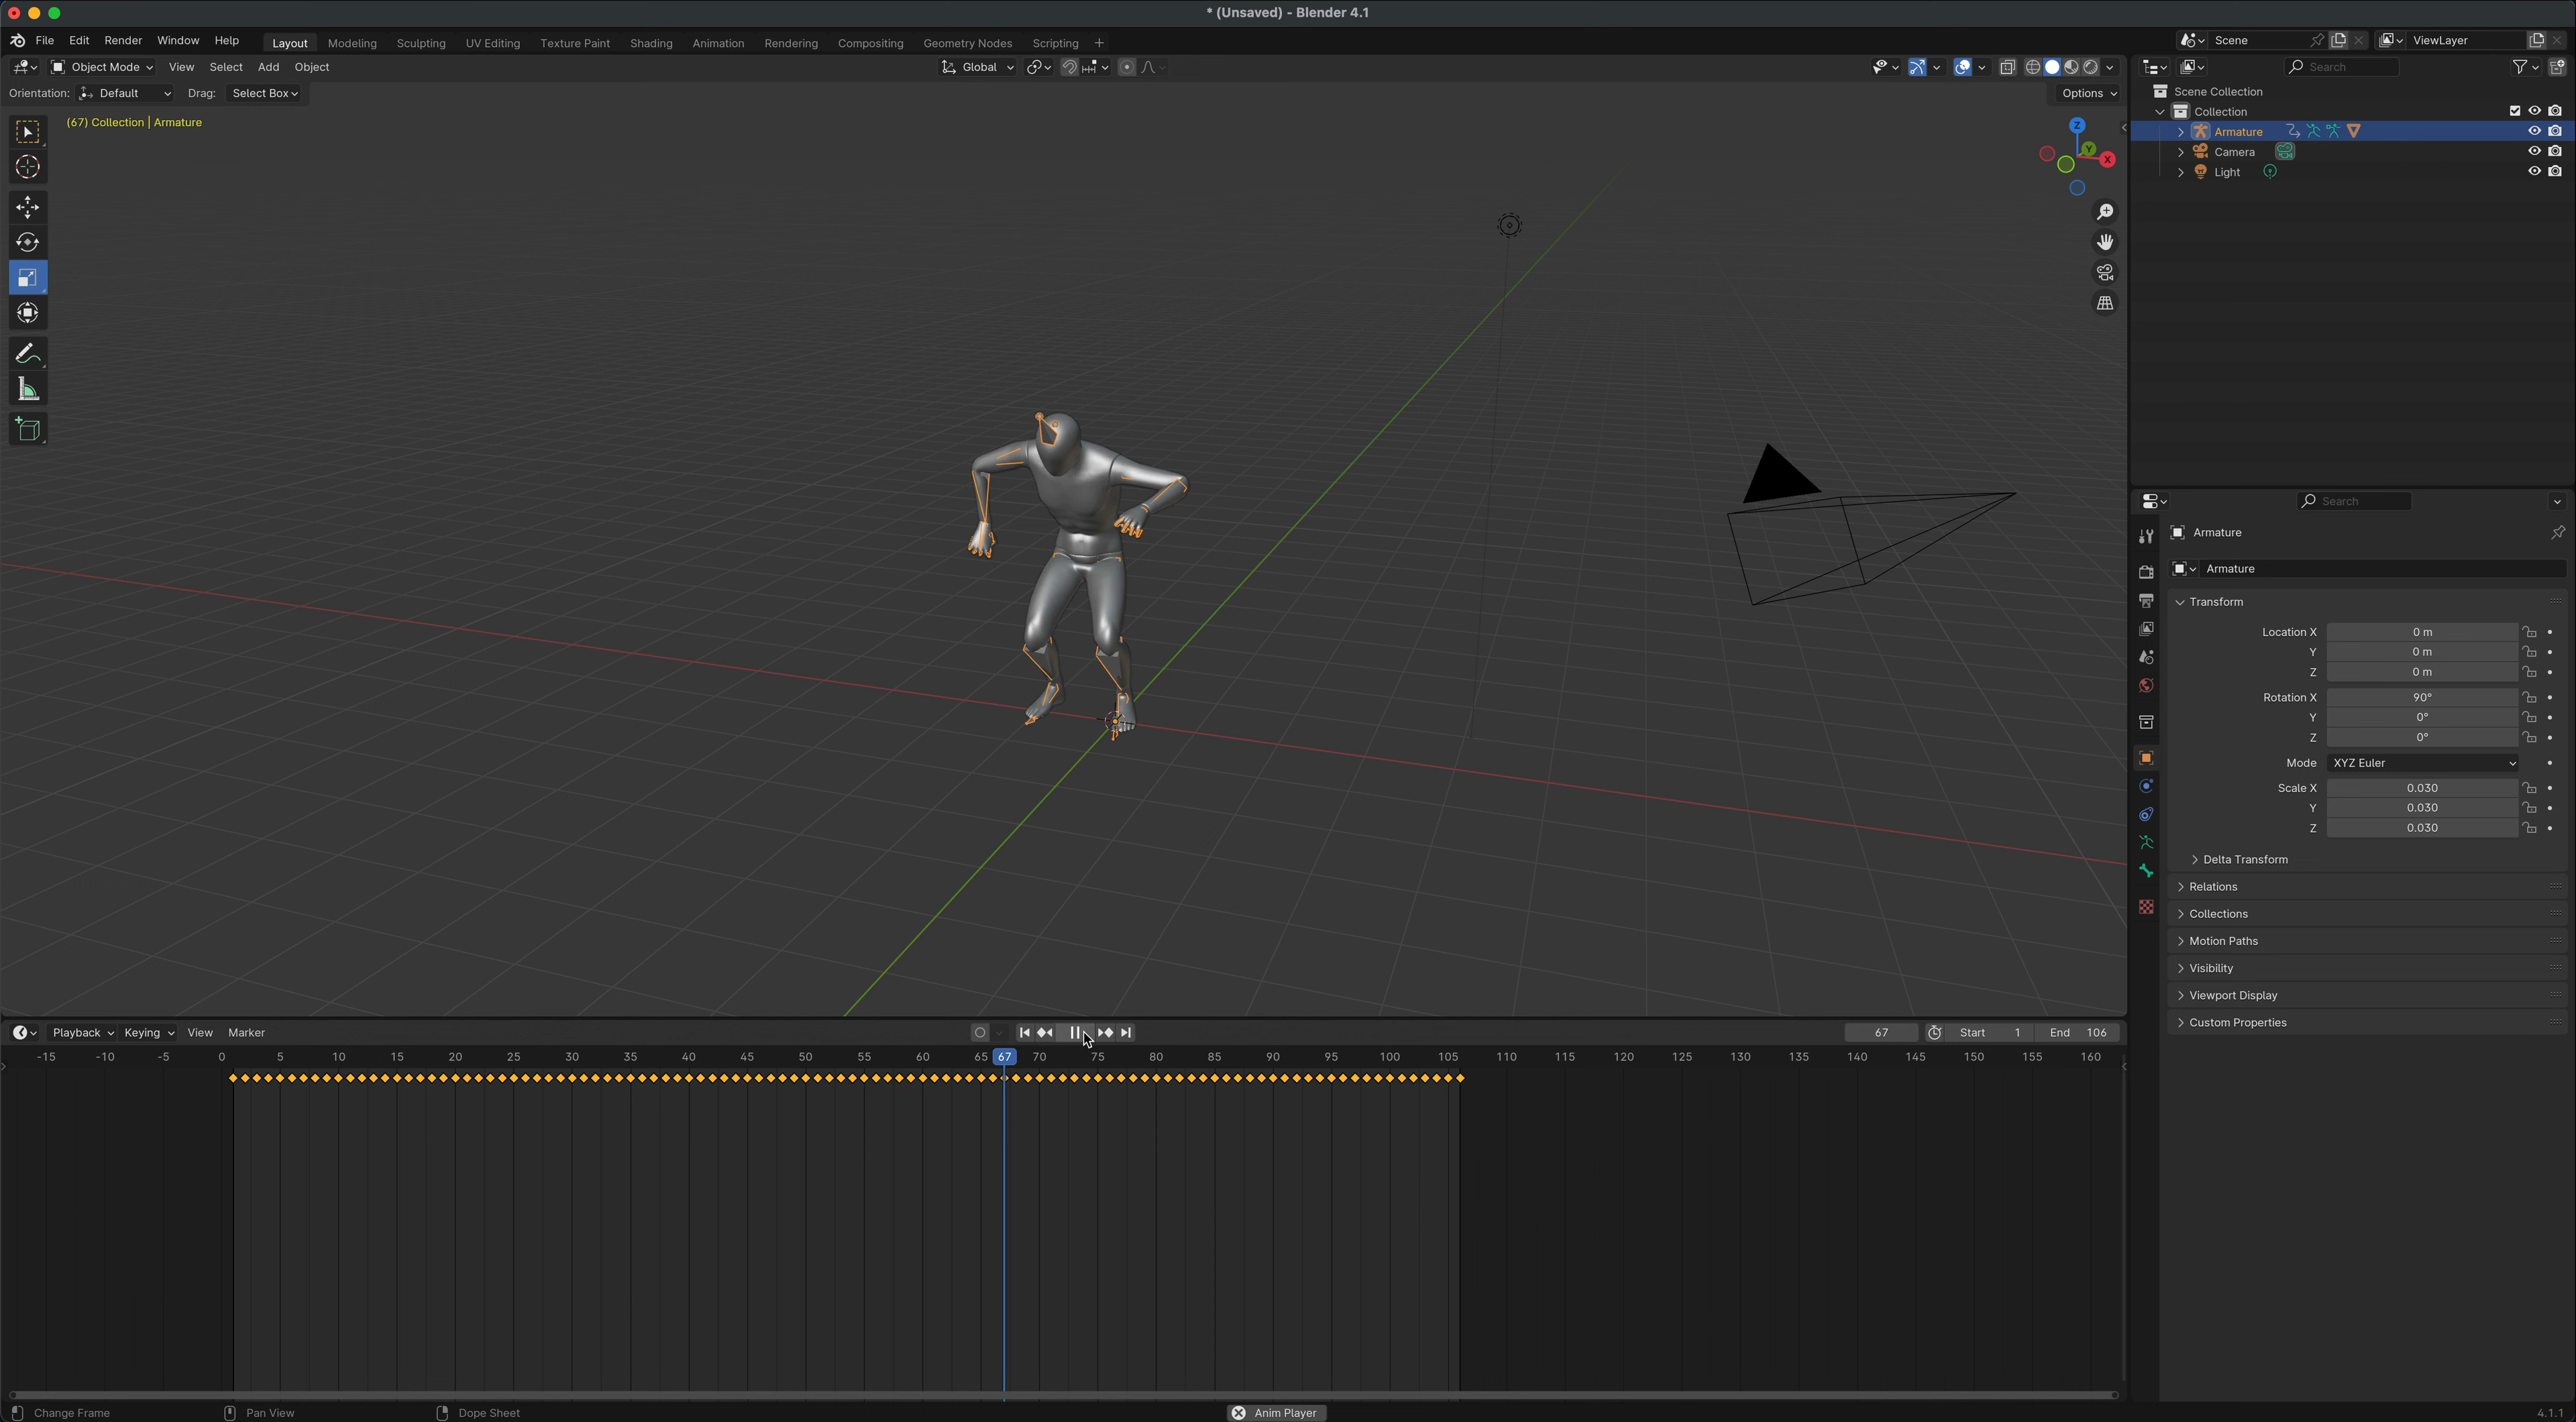 * (Unsaved) - Blender 4.1
File Edit Render Window Help Layout Modeling Sculpting UV Editing Texture Paint Shading Animation Rendering Compositing Geometry Nodes Scripting + Scene ViewLayer
Object Mode View Select Add Object Global Search
Orientation: Default Drag: Select Box Options
(67) Collection | Armature
Z
Y
X
Scene Collection
Collection
Armature
Camera
Light
Search
Armature
Armature
Transform
Location X 0 m
Y 0 m
Z 0 m
Rotation X 90°
Y 0°
Z 0°
Mode XYZ Euler
Scale X 0.030
Y 0.030
Z 0.030
Delta Transform
Relations
Collections
Motion Paths
Visibility
Viewport Display
Custom Properties
Playback Keying View Marker 67 Start 1 End 106
-15 -10 -5 0 5 10 15 20 25 30 35 40 45 50 55 60 65 67 70 75 80 85 90 95 100 105 110 115 120 125 130 135 140 145 150 155 160
Change Frame Pan View Dope Sheet Anim Player 4.1.1